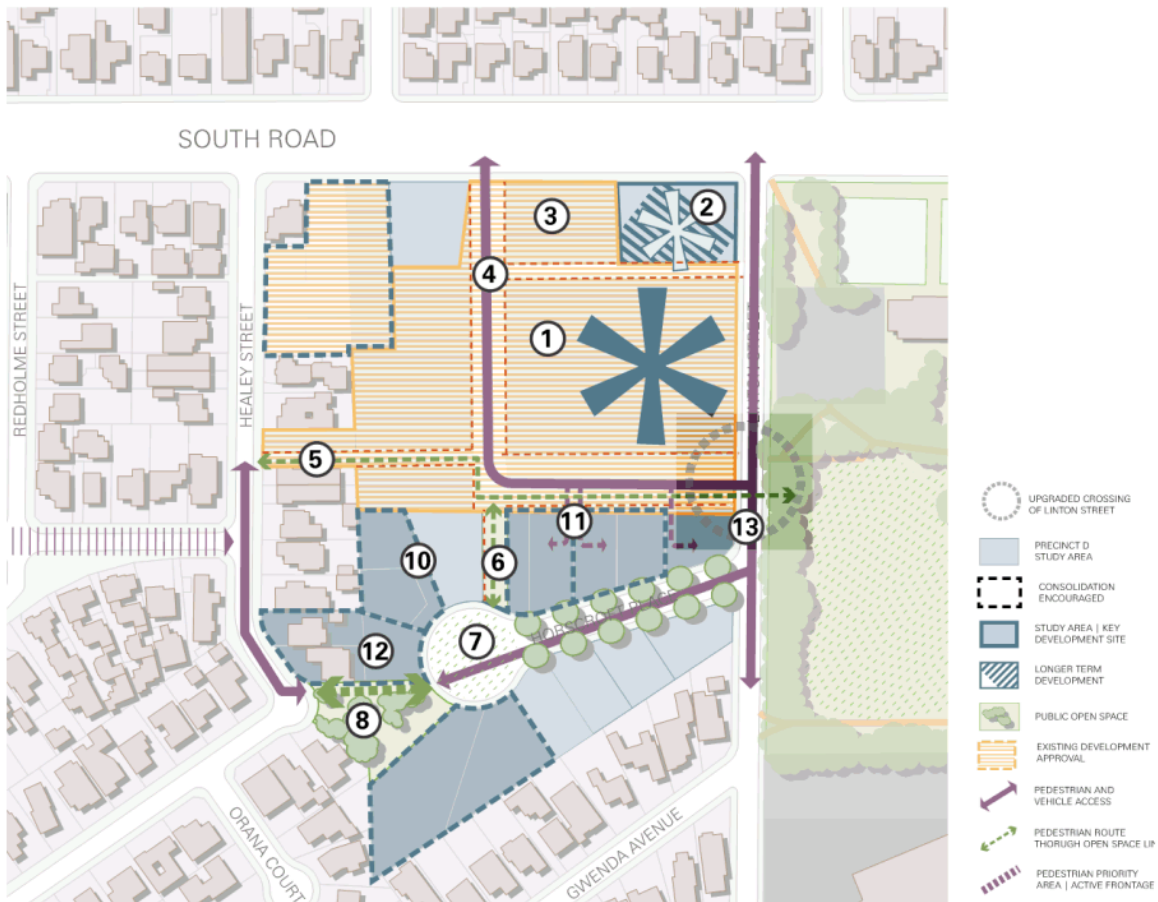 SOUTH ROAD
REDHOLME STREET
HEALEY STREET
3
2
4
1
5
11
13
10
6
HORSCROFT PLACE
7
12
8
ORANA COURT
GWENDA AVENUE
UPGRADED CROSSING
OF LINTON STREET
PRECINCT D
STUDY AREA
CONSOLIDATION
ENCOURAGED
STUDY AREA | KEY
DEVELOPMENT SITE
LONGER TERM
DEVELOPMENT
PUBLIC OPEN SPACE
EXISTING DEVELOPMENT
APPROVAL
PEDESTRIAN AND
VEHICLE ACCESS
PEDESTRIAN ROUTE
THORUGH OPEN SPACE LIN
PEDESTRIAN PRIORITY
AREA | ACTIVE FRONTAGE